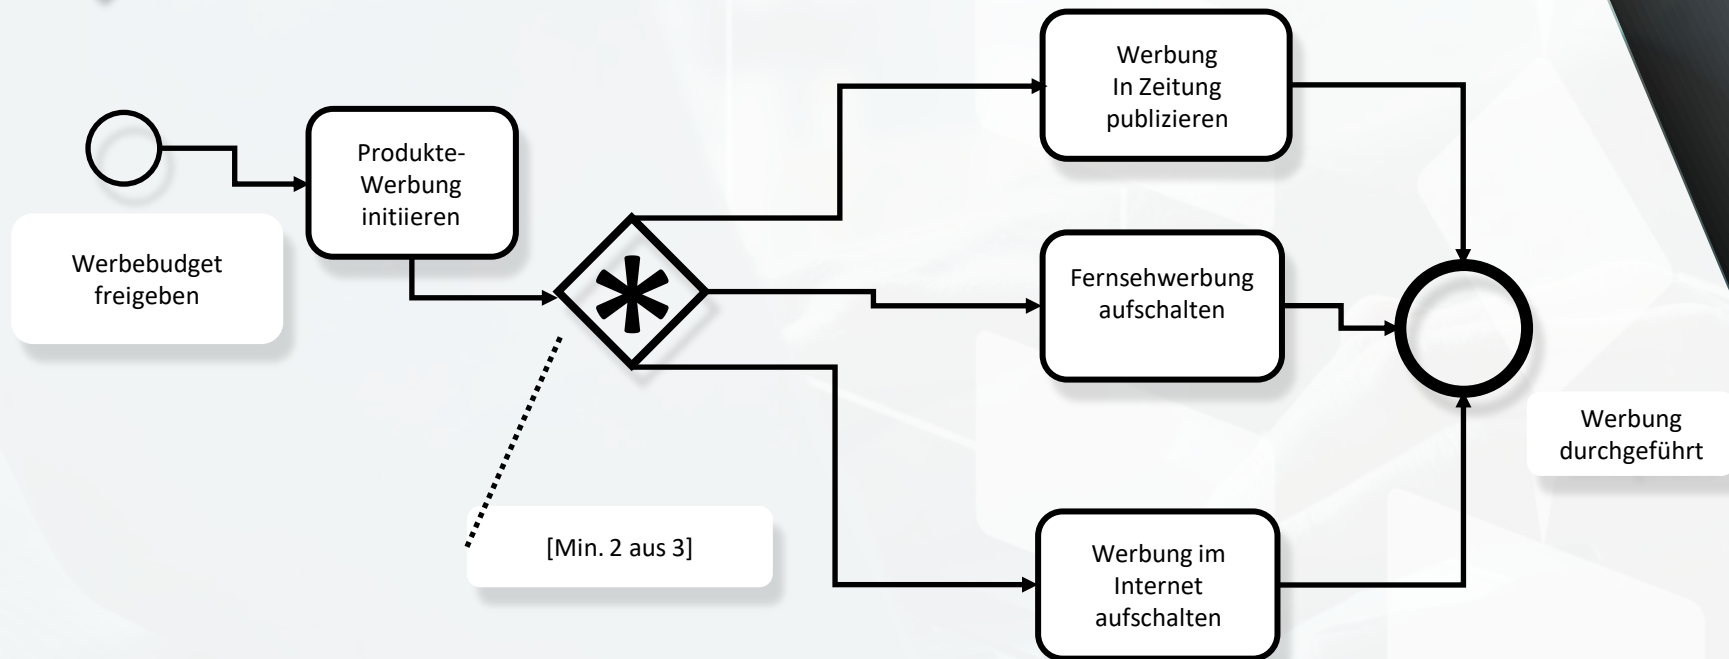 Werbebudget
freigeben
Produkte-
Werbung
initiieren
[Min. 2 aus 3]
Werbung
In Zeitung
publizieren
Fernsehwerbung
aufschalten
Werbung im
Internet
aufschalten
Werbung
durchgeführt